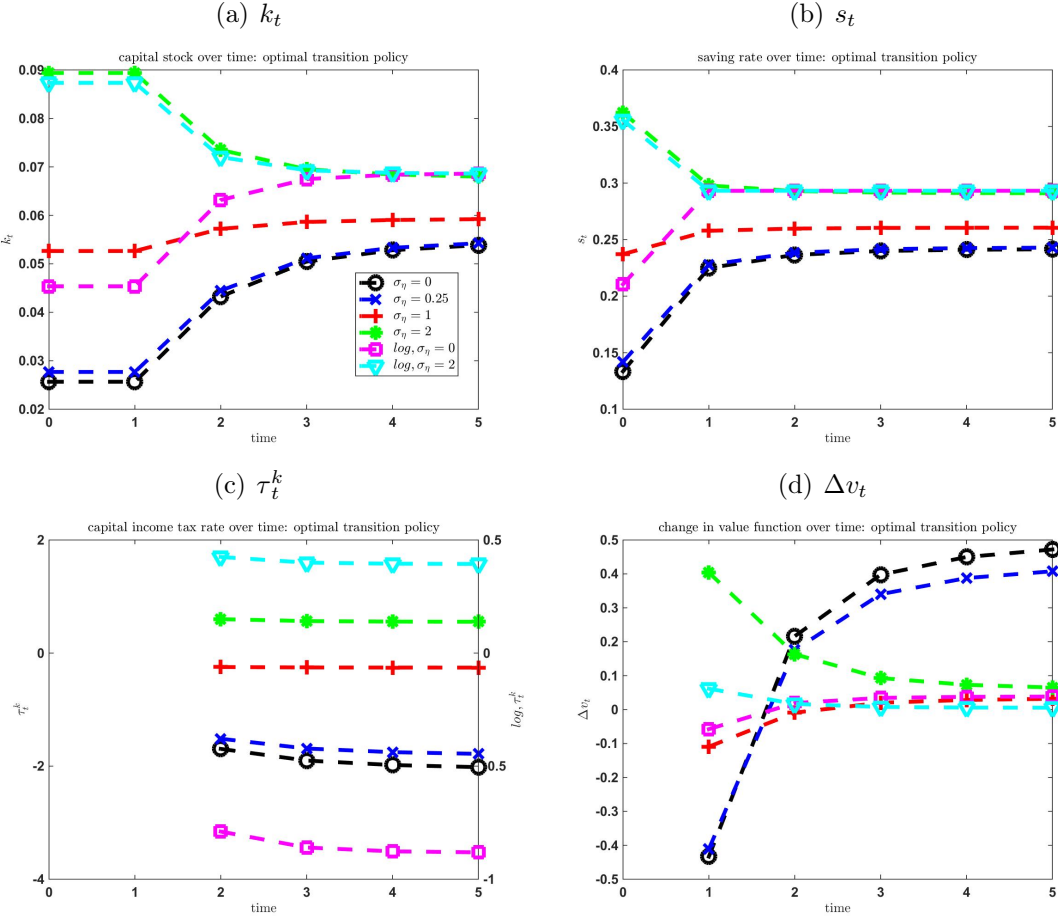 (a) k_t
capital stock over time: optimal transition policy
0.09
0.08
0.07
0.06
0.05
0.04
0.03
0.02
k_t
σ_η = 0
σ_η = 0.25
σ_η = 1
σ_η = 2
log, σ_η = 0
log, σ_η = 2
0 1 2 3 4 5
time
(b) s_t
saving rate over time: optimal transition policy
0.4
0.35
0.3
0.25
0.2
0.15
0.1
s_t
0 1 2 3 4 5
time
(c) τ_t^k
capital income tax rate over time: optimal transition policy
2
0
-2
-4
τ_t^k
0.5
0
0.5
-1
log, τ_t^k
0 1 2 3 4 5
time
(d) Δv_t
change in value function over time: optimal transition policy
0.5
0.4
0.3
0.2
0.1
0
-0.1
-0.2
-0.3
-0.4
-0.5
Δv_t
0 1 2 3 4 5
time